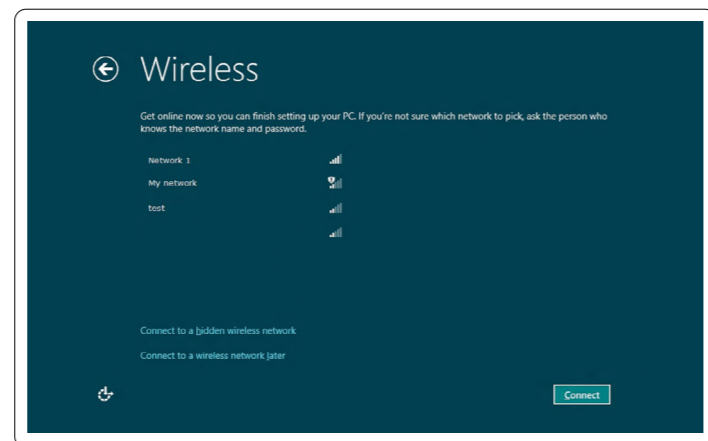 Wireless
Get online now so you can finish setting up your PC. If you're not sure which network to pick, ask the person who
knows the network name and password.
Network 1
My network
test
Connect to a hidden wireless network
Connect to a wireless network later
Connect